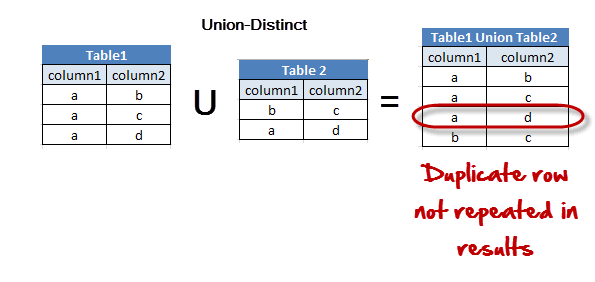 Union-Distinct
Table1
column1 column2
a b
a c
a d
U
Table 2
column1 column2
b c
a d
=
Table1 Union Table2
column1 column2
a b
a c
a d
b c
Duplicate row
not repeated in
results